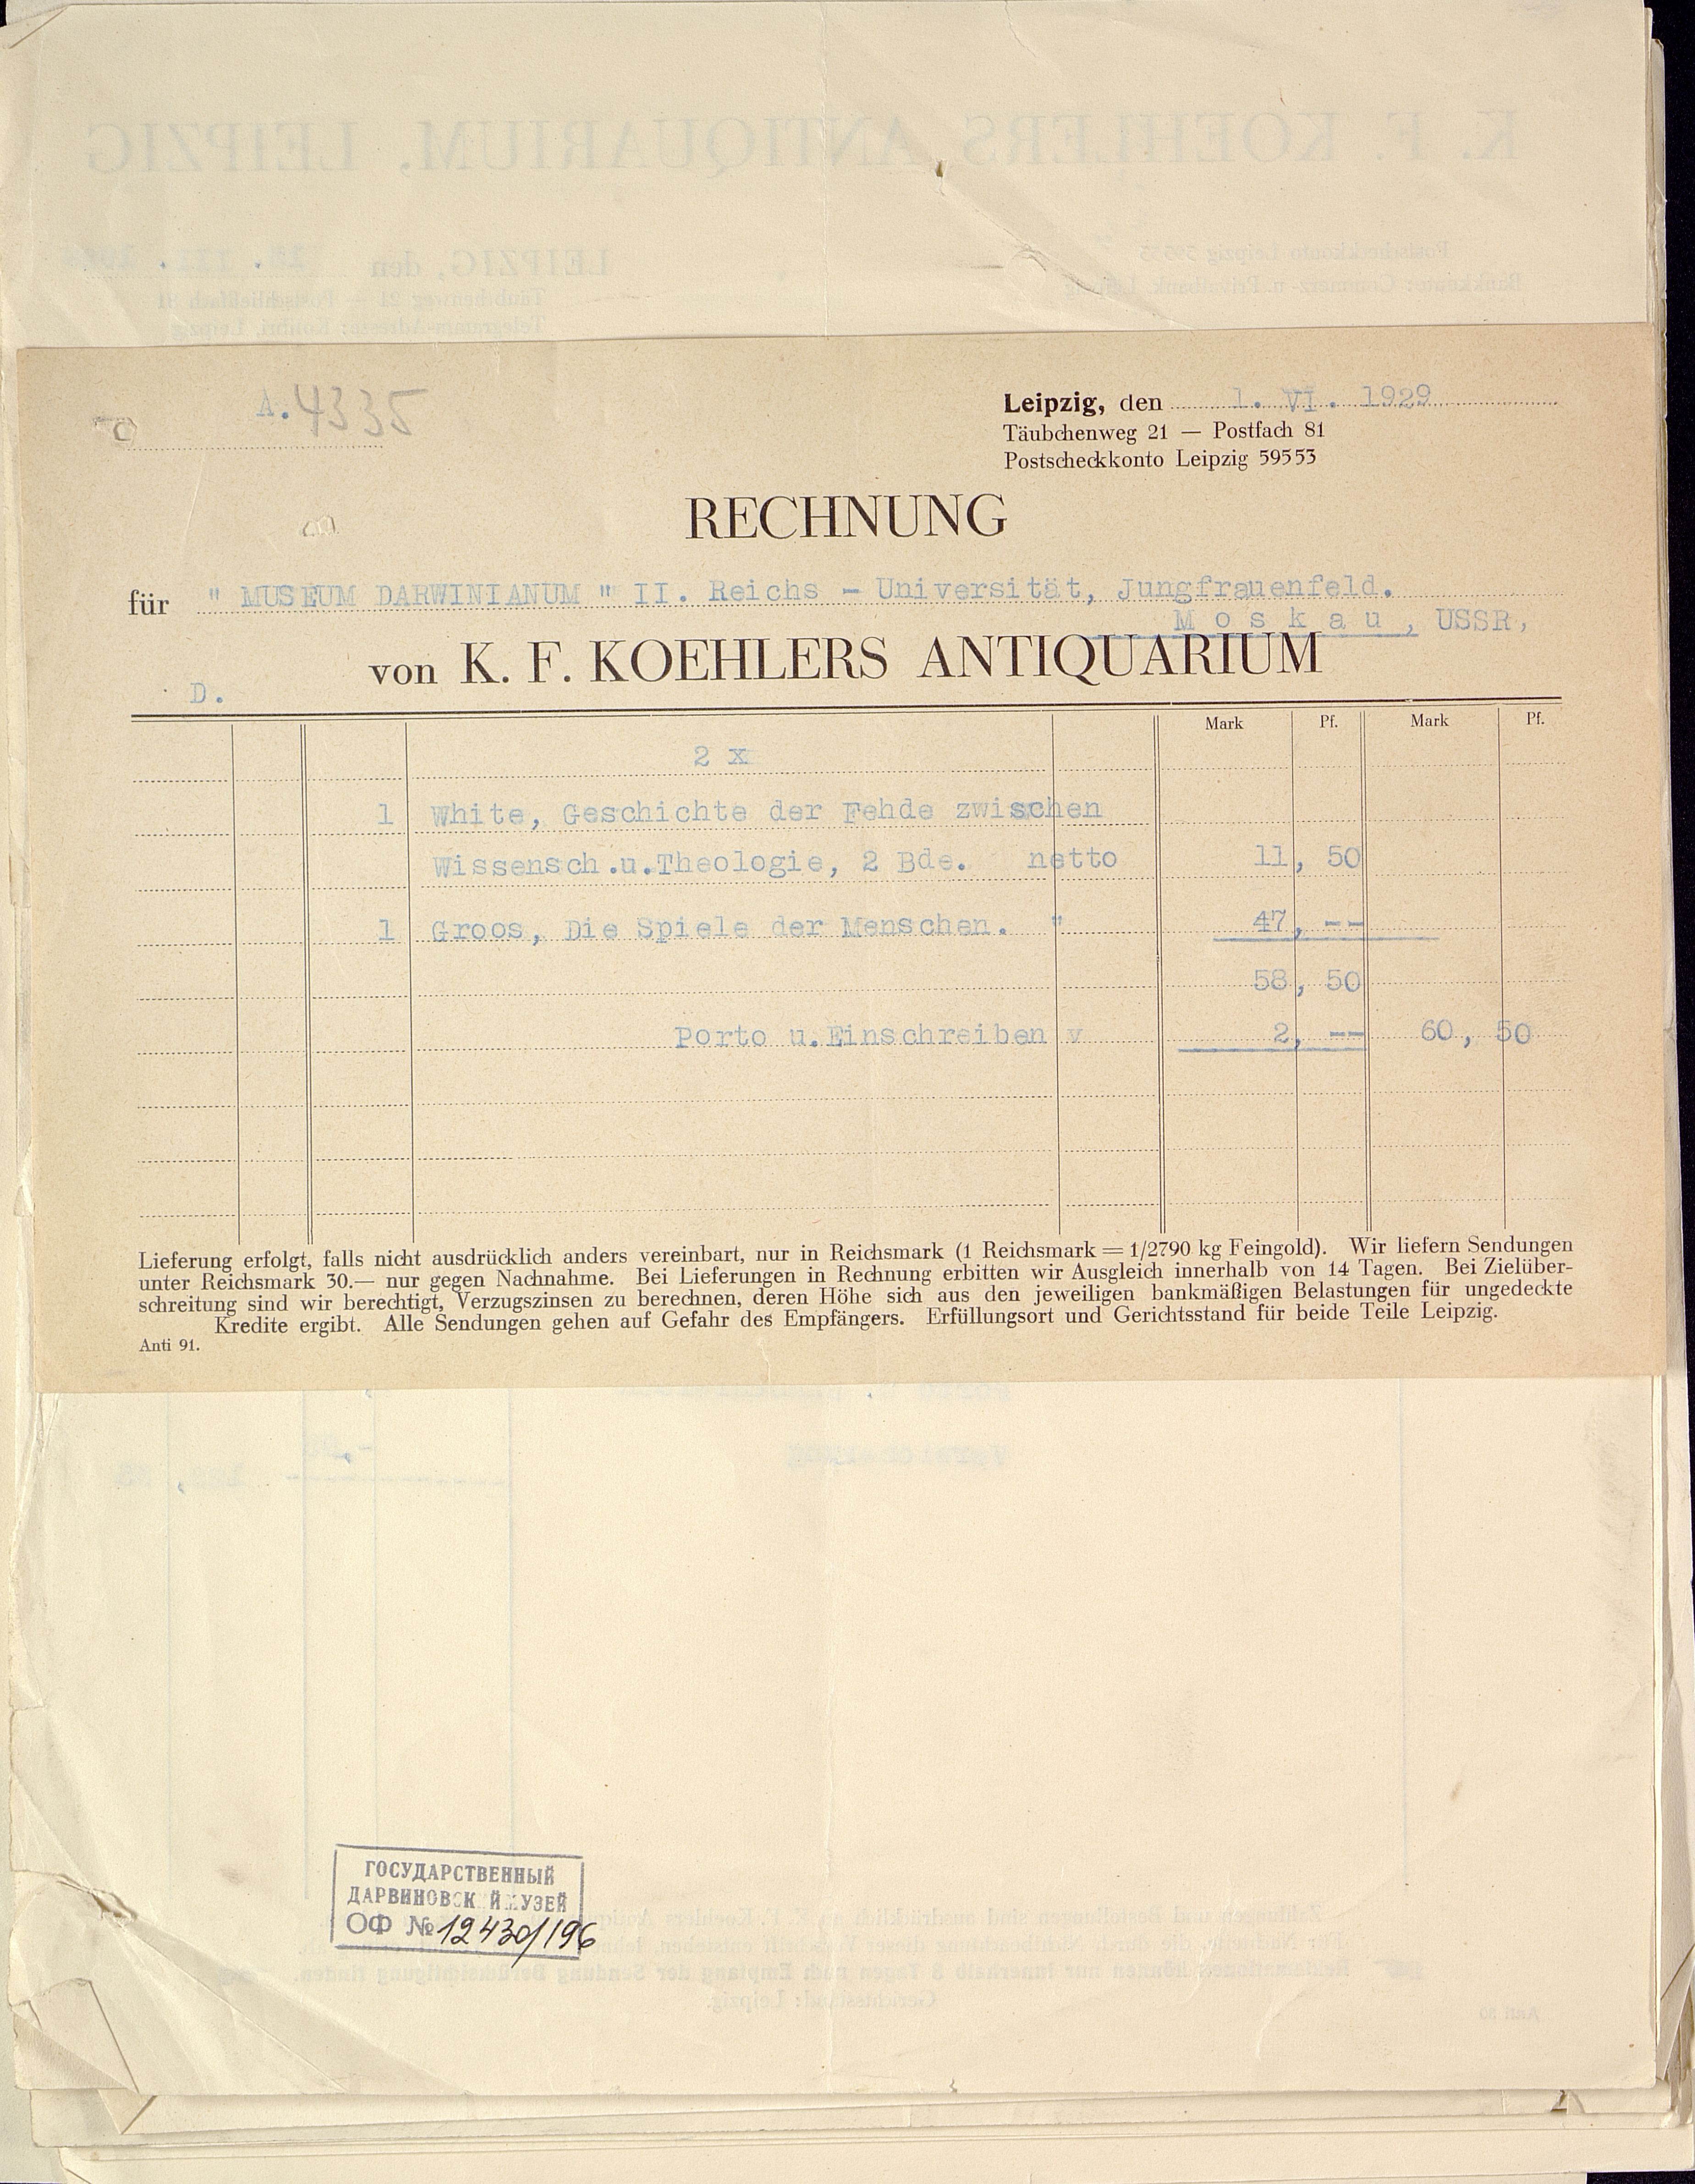 K. F. KOEHLERS ANTIQUARIUM, LEIPZIG
Postscheckkonto Leipzig 59553
LEIPZIG, den
Täubchenweg 21 — Postschließfach 81
A. 4335
Leipzig, den 1. VI. 1929
Täubchenweg 21 — Postfach 81
Postscheckkonto Leipzig 59553
RECHNUNG
für " MUSEUM DARWINIANUM " II. Reichs - Universität, Jungfrauenfeld.
Moskau, USSR,
von K. F. KOEHLERS ANTIQUARIUM
D.
Mark Pf. Mark Pf.
2 x
1 White, Geschichte der Fehde zwischen
Wissensch.u.Theologie, 2 Bde. netto 11, 50
1 Groos, Die Spiele der Menschen. " 47, --
58, 50
Porto u.Einschreiben v 2, -- 60, 50
Lieferung erfolgt, falls nicht ausdrücklich anders vereinbart, nur in Reichsmark (1 Reichsmark = 1/2790 kg Feingold). Wir liefern Sendungen
unter Reichsmark 30.— nur gegen Nachnahme. Bei Lieferungen in Rechnung erbitten wir Ausgleich innerhalb von 14 Tagen. Bei Zielüber-
schreitung sind wir berechtigt, Verzugszinsen zu berechnen, deren Höhe sich aus den jeweiligen bankmäßigen Belastungen für ungedeckte
Kredite ergibt. Alle Sendungen gehen auf Gefahr des Empfängers. Erfüllungsort und Gerichtsstand für beide Teile Leipzig.
Anti 91.
ГОСУДАРСТВЕННЫЙ
ДАРВИНОВСКИЙ МУЗЕЙ
ОФ № 12430/196
Gerichtsstand: Leipzig.